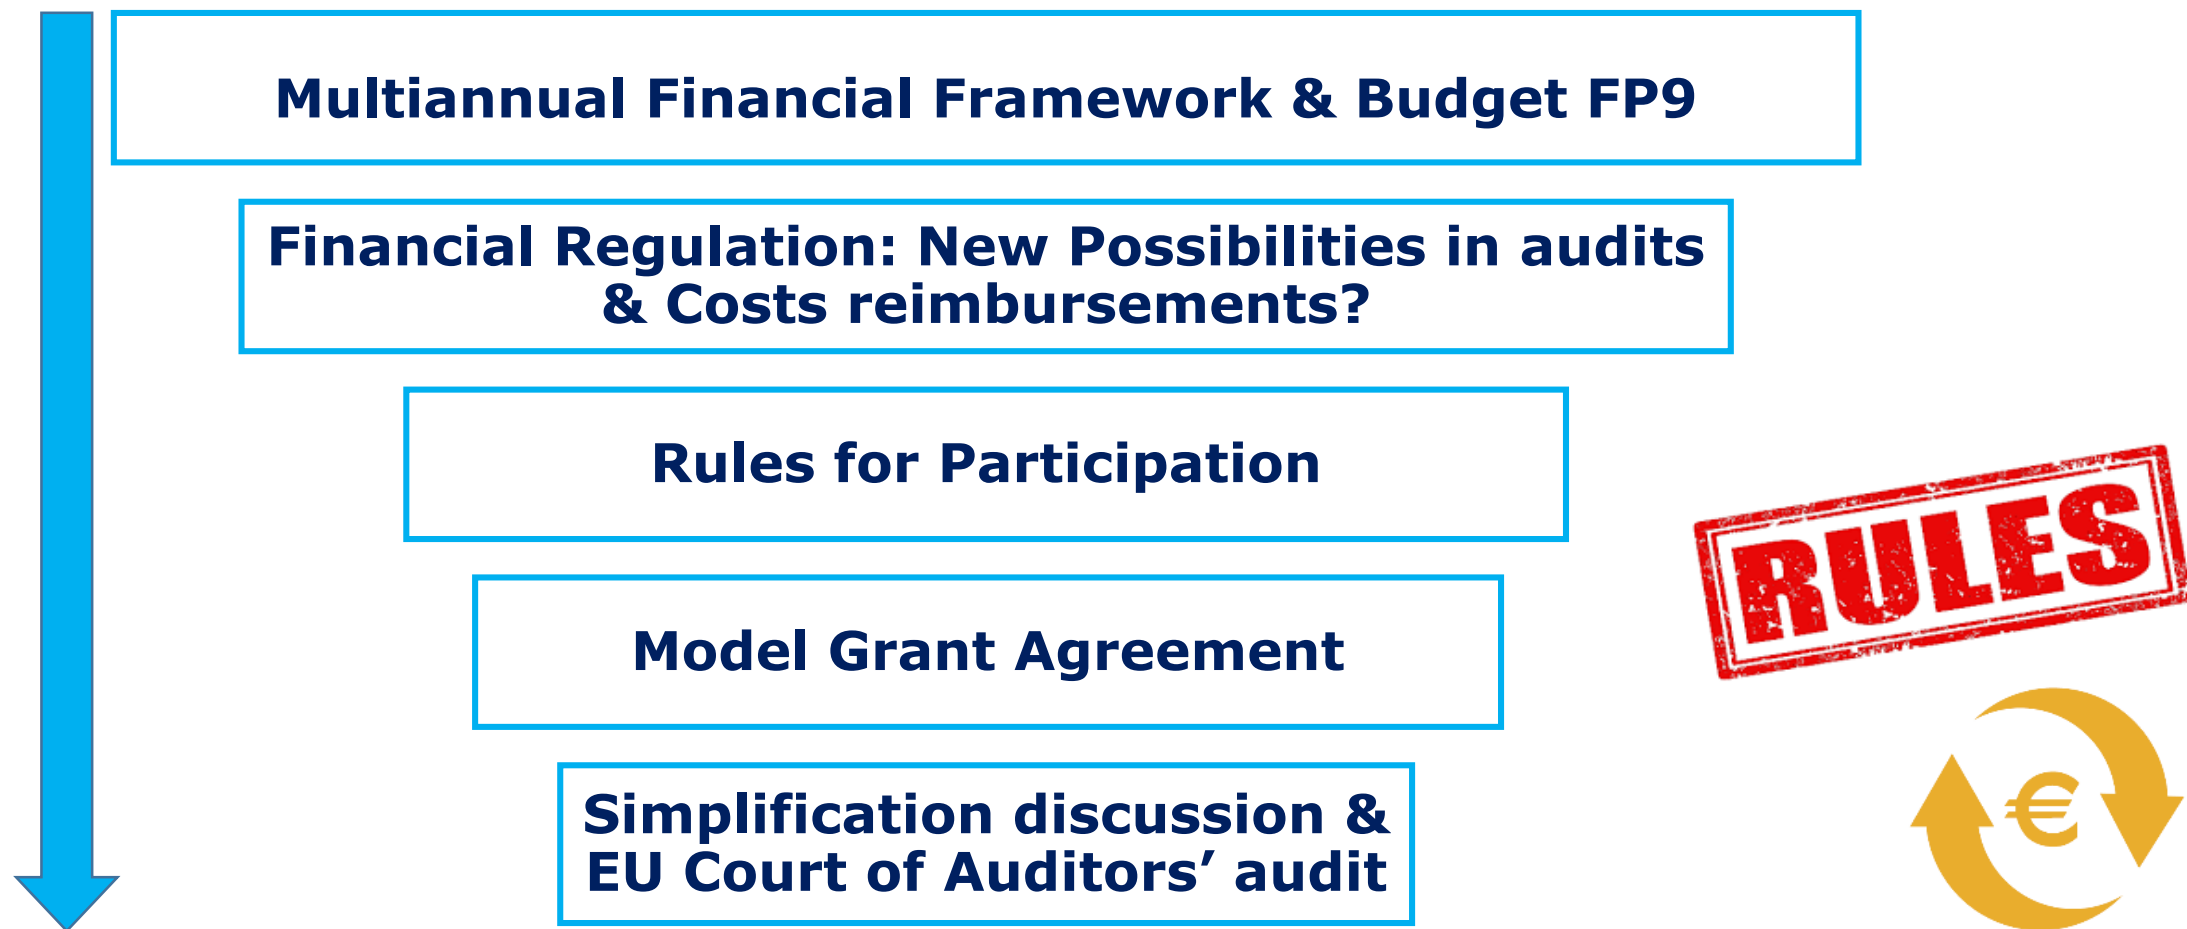 Multiannual Financial Framework & Budget FP9
Financial Regulation: New Possibilities in audits
& Costs reimbursements?
Rules for Participation
Model Grant Agreement
RULES
Simplification discussion &
EU Court of Auditors’ audit
€